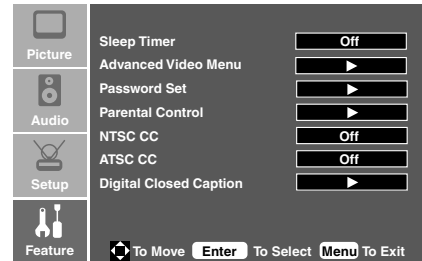 Picture
Audio
Setup
Feature
Sleep Timer Off
Advanced Video Menu ▶
Password Set ▶
Parental Control ▶
NTSC CC Off
ATSC CC Off
Digital Closed Caption ▶
To Move Enter To Select Menu To Exit